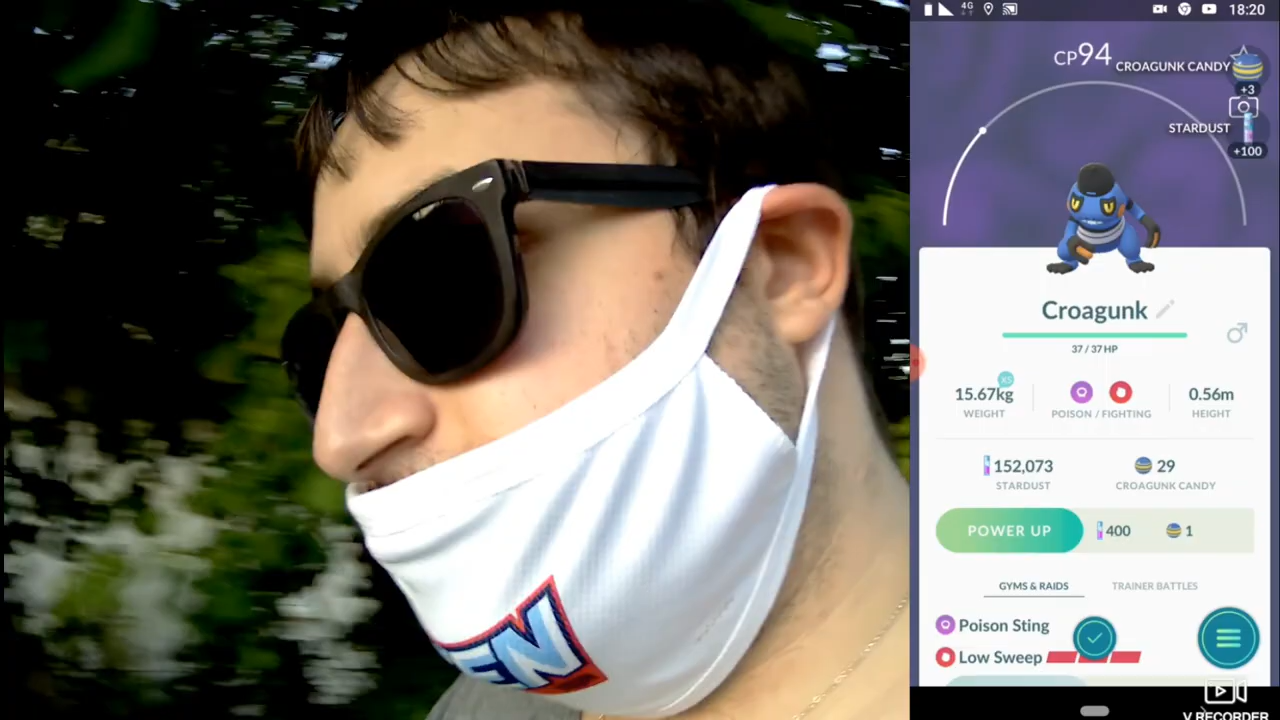 EN
4G
18:20
CP94
CROAGUNK CANDY
+3
STARDUST
+100
Croagunk
37 / 37 HP
XS
15.67kg
WEIGHT
POISON / FIGHTING
0.56m
HEIGHT
152,073
STARDUST
29
CROAGUNK CANDY
POWER UP
400
1
GYMS & RAIDS
TRAINER BATTLES
Poison Sting
Low Sweep
V RECORDER